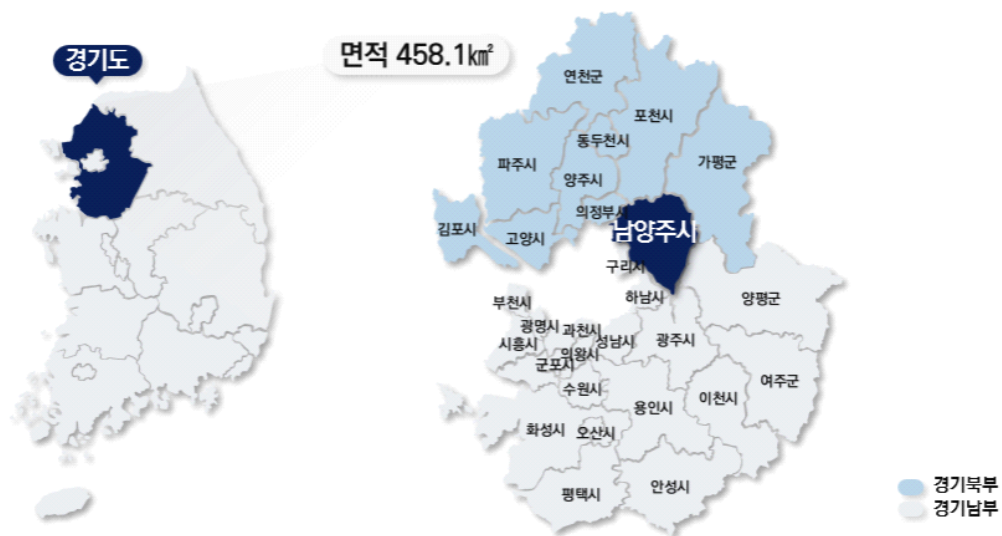 경기도
면적 458.1㎢
연천군
포천시
동두천시
파주시
양주시
가평군
의정부시
김포시
고양시
남양주시
구리시
하남시
양평군
부천시
광명시
과천시
시흥시
성남시
광주시
의왕시
군포시
수원시
여주군
이천시
용인시
화성시
오산시
평택시
안성시
경기북부
경기남부